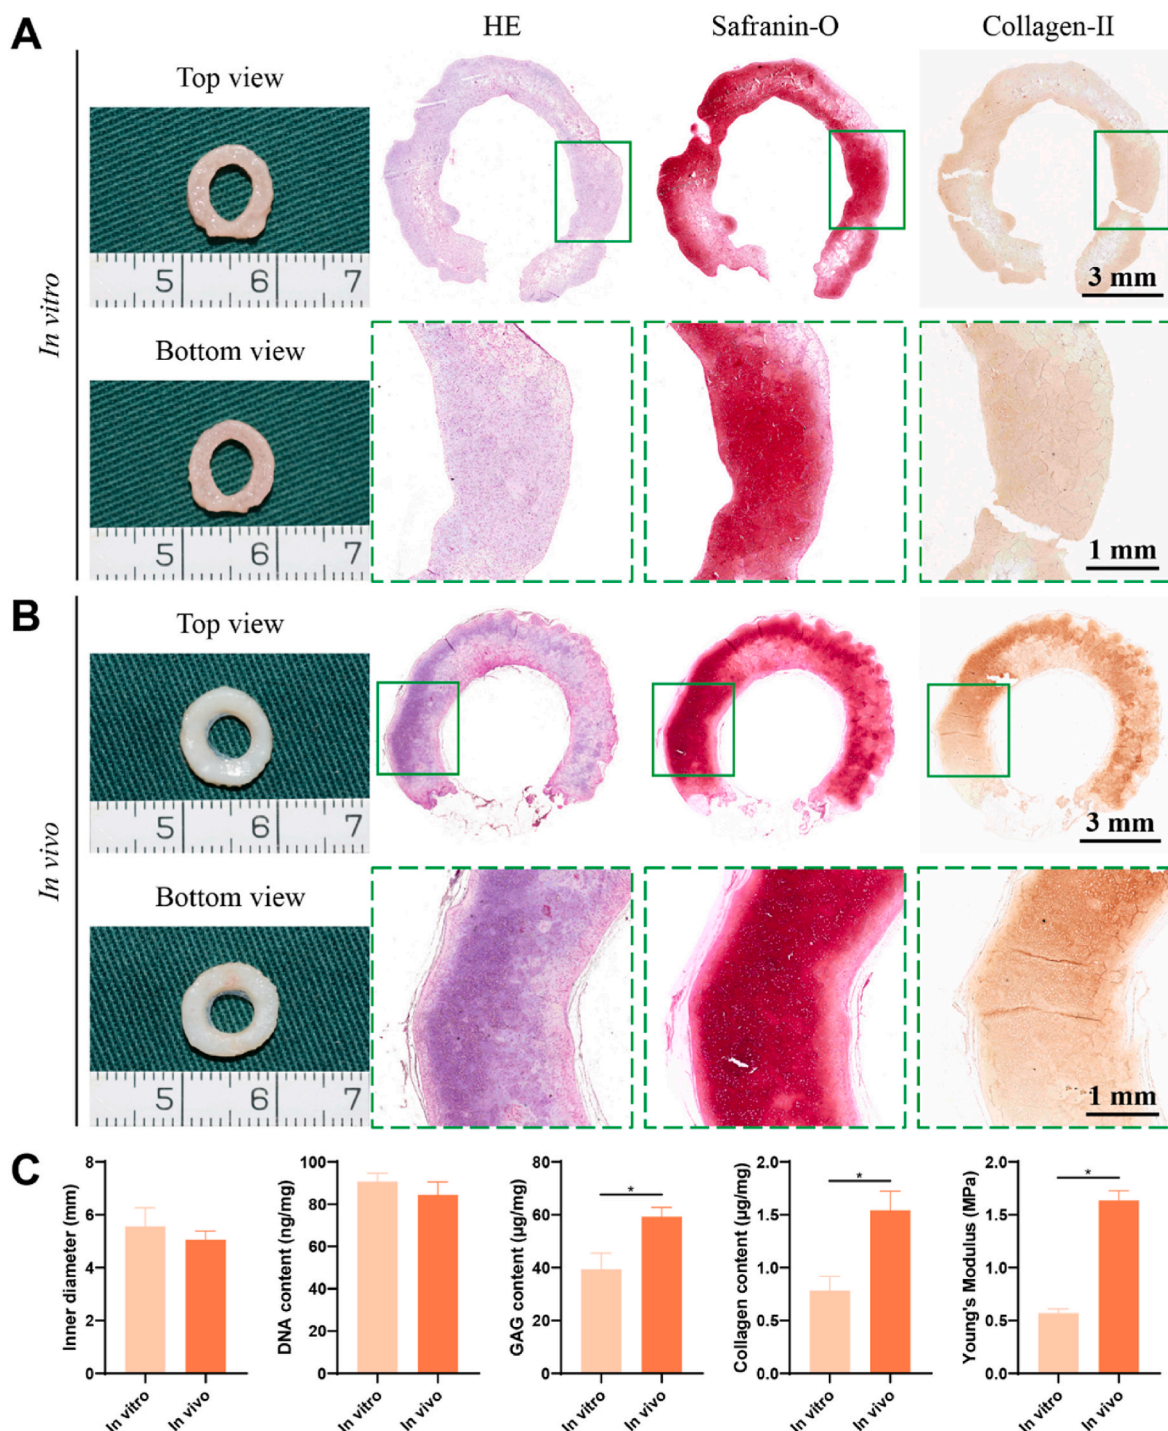 A
HE
Safranin-O
Collagen-II
In vitro
Top view
5 6 7
3 mm
Bottom view
5 6 7
1 mm
B
In vivo
Top view
5 6 7
3 mm
Bottom view
5 6 7
1 mm
C
Inner diameter (mm)
8
6
4
2
0
In vitro
In vivo
DNA content (ng/mg)
100
80
60
40
20
0
In vitro
In vivo
GAG content (μg/mg)
80
60
40
20
0
*
In vitro
In vivo
Collagen content (μg/mg)
2.0
1.5
1.0
0.5
0.0
*
In vitro
In vivo
Young's Modulus (MPa)
2.0
1.5
1.0
0.5
0.0
*
In vitro
In vivo